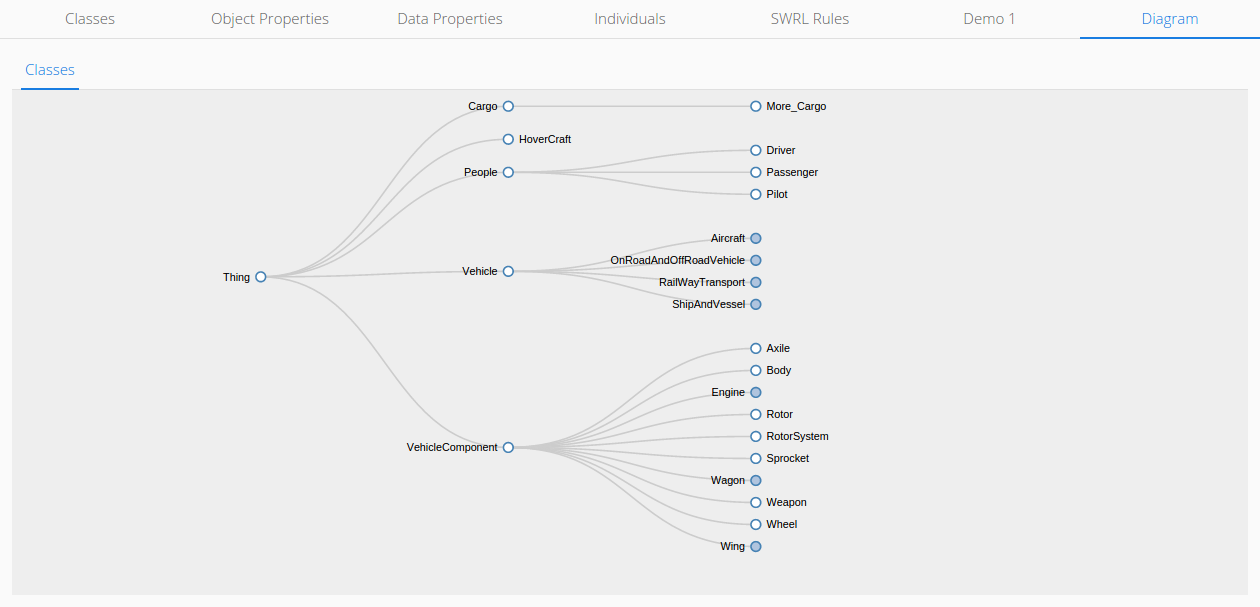 Classes Object Properties Data Properties Individuals SWRL Rules Demo 1 Diagram
Classes
Cargo More_Cargo
HoverCraft
Driver
People Passenger
Pilot
Aircraft
OnRoadAndOffRoadVehicle
Vehicle
Thing
RailWayTransport
ShipAndVessel
Axile
Body
Engine
Rotor
RotorSystem
VehicleComponent
Sprocket
Wagon
Weapon
Wheel
Wing